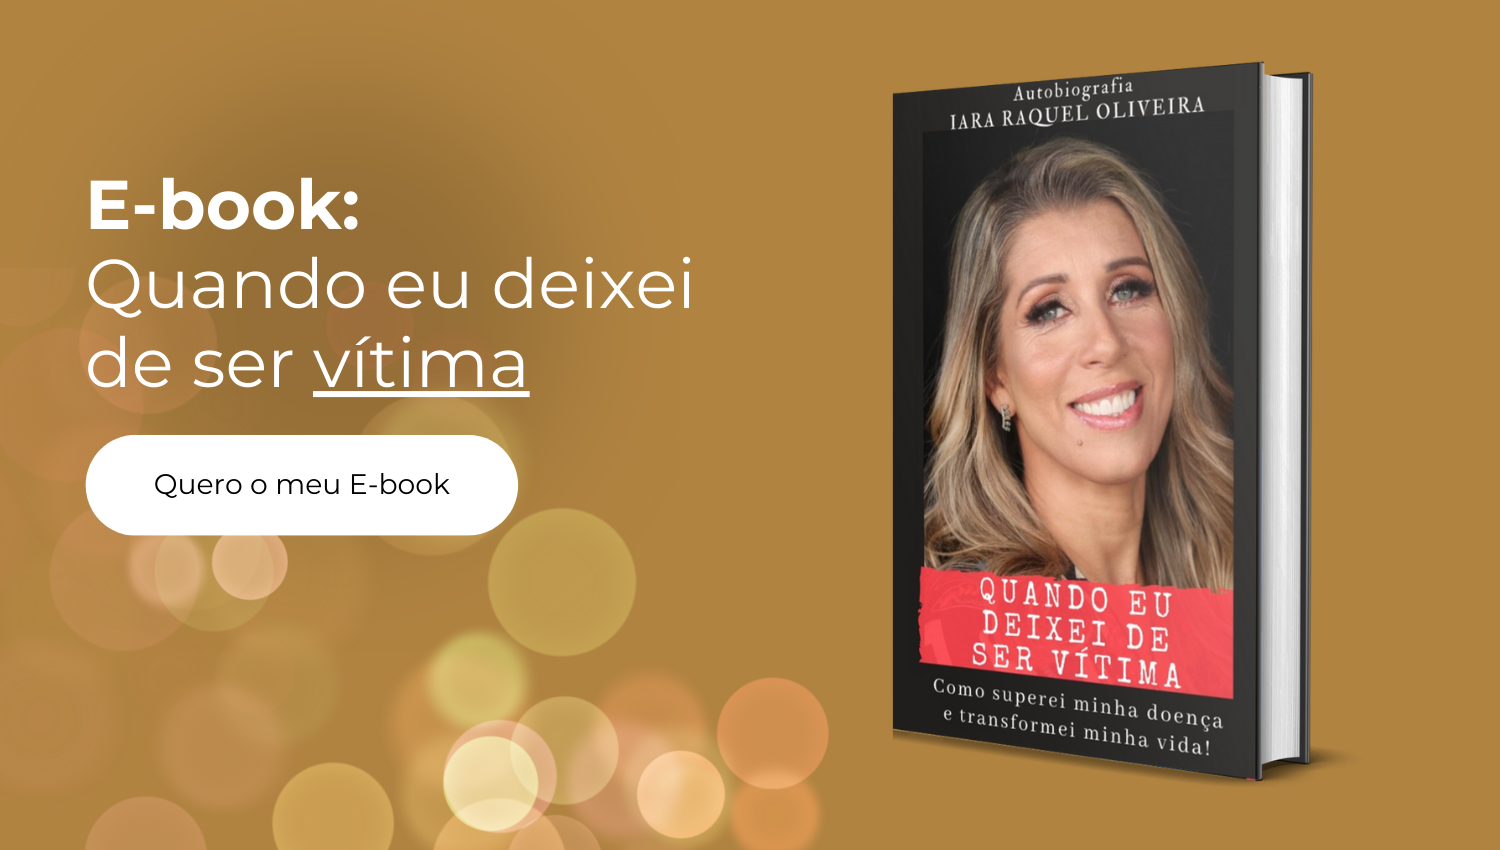 E-book:
Quando eu deixei
de ser vítima
Quero o meu E-book
Autobiografia
IARA RAQUEL OLIVEIRA
QUANDO EU
DEIXEI DE
SER VÍTIMA
Como superei minha doença
e transformei minha vida!